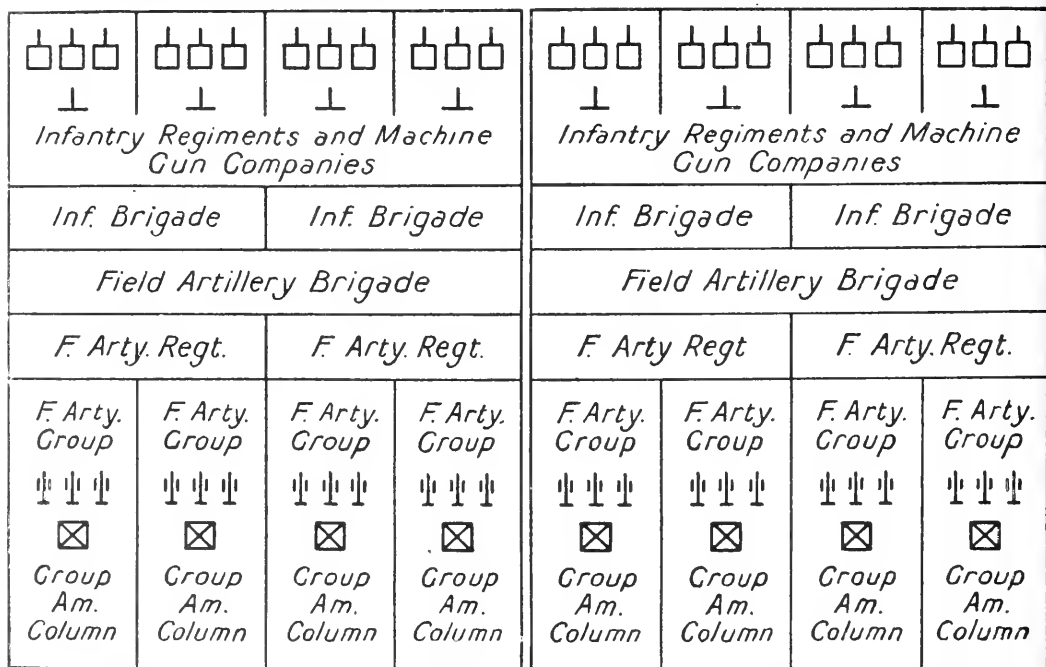 Infantry Regiments and Machine
Gun Companies
Inf. Brigade Inf. Brigade
Field Artillery Brigade
F. Arty. Regt. F. Arty. Regt.
F. Arty. F. Arty. F. Arty. F. Arty.
Group Group Group Group
Group Group Group Group
Am. Am. Am. Am.
Column Column Column Column
Infantry Regiments and Machine
Gun Companies
Inf. Brigade Inf. Brigade
Field Artillery Brigade
F. Arty Regt F. Arty. Regt.
F. Arty. F. Arty. F. Arty. F. Arty.
Group Group Group Group
Group Group Group Group
Am. Am. Am. Am.
Column Column Column Column